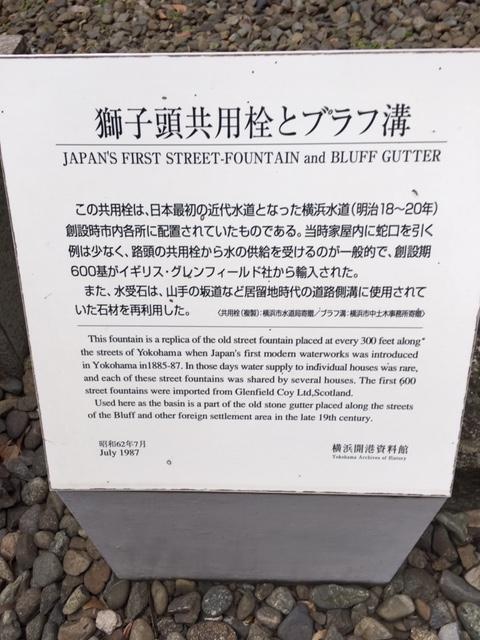 獅子頭共用栓とブラフ溝
JAPAN'S FIRST STREET-FOUNTAIN and BLUFF GUTTER
この共用栓は、日本最初の近代水道となった横浜水道(明治18〜20年)
創設時市内各所に配置されていたものである。当時家屋内に蛇口を引く
例は少なく、路頭の共用栓から水の供給を受けるのが一般的で、創設期
600基がイギリス・グレンフィールド社から輸入された。
また、水受石は、山手の坂道など居留地時代の道路側溝に使用されて
いた石材を再利用した。 〈共用栓(複製):横浜市水道局寄贈/ブラフ溝:横浜市中土木事務所寄贈〉
This fountain is a replica of the old street fountain placed at every 300 feet along
the streets of Yokohama when Japan's first modern waterworks was introduced
in Yokohama in1885-87. In those days water supply to individual houses was rare,
and each of these street fountains was shared by several houses. The first 600
street fountains were imported from Glenfield Coy Ltd,Scotland.
Used here as the basin is a part of the old stone gutter placed along the streets
of the Bluff and other foreign settlement area in the late 19th century.
昭和62年7月
July 1987
横浜開港資料館
Yokohama Archives of History